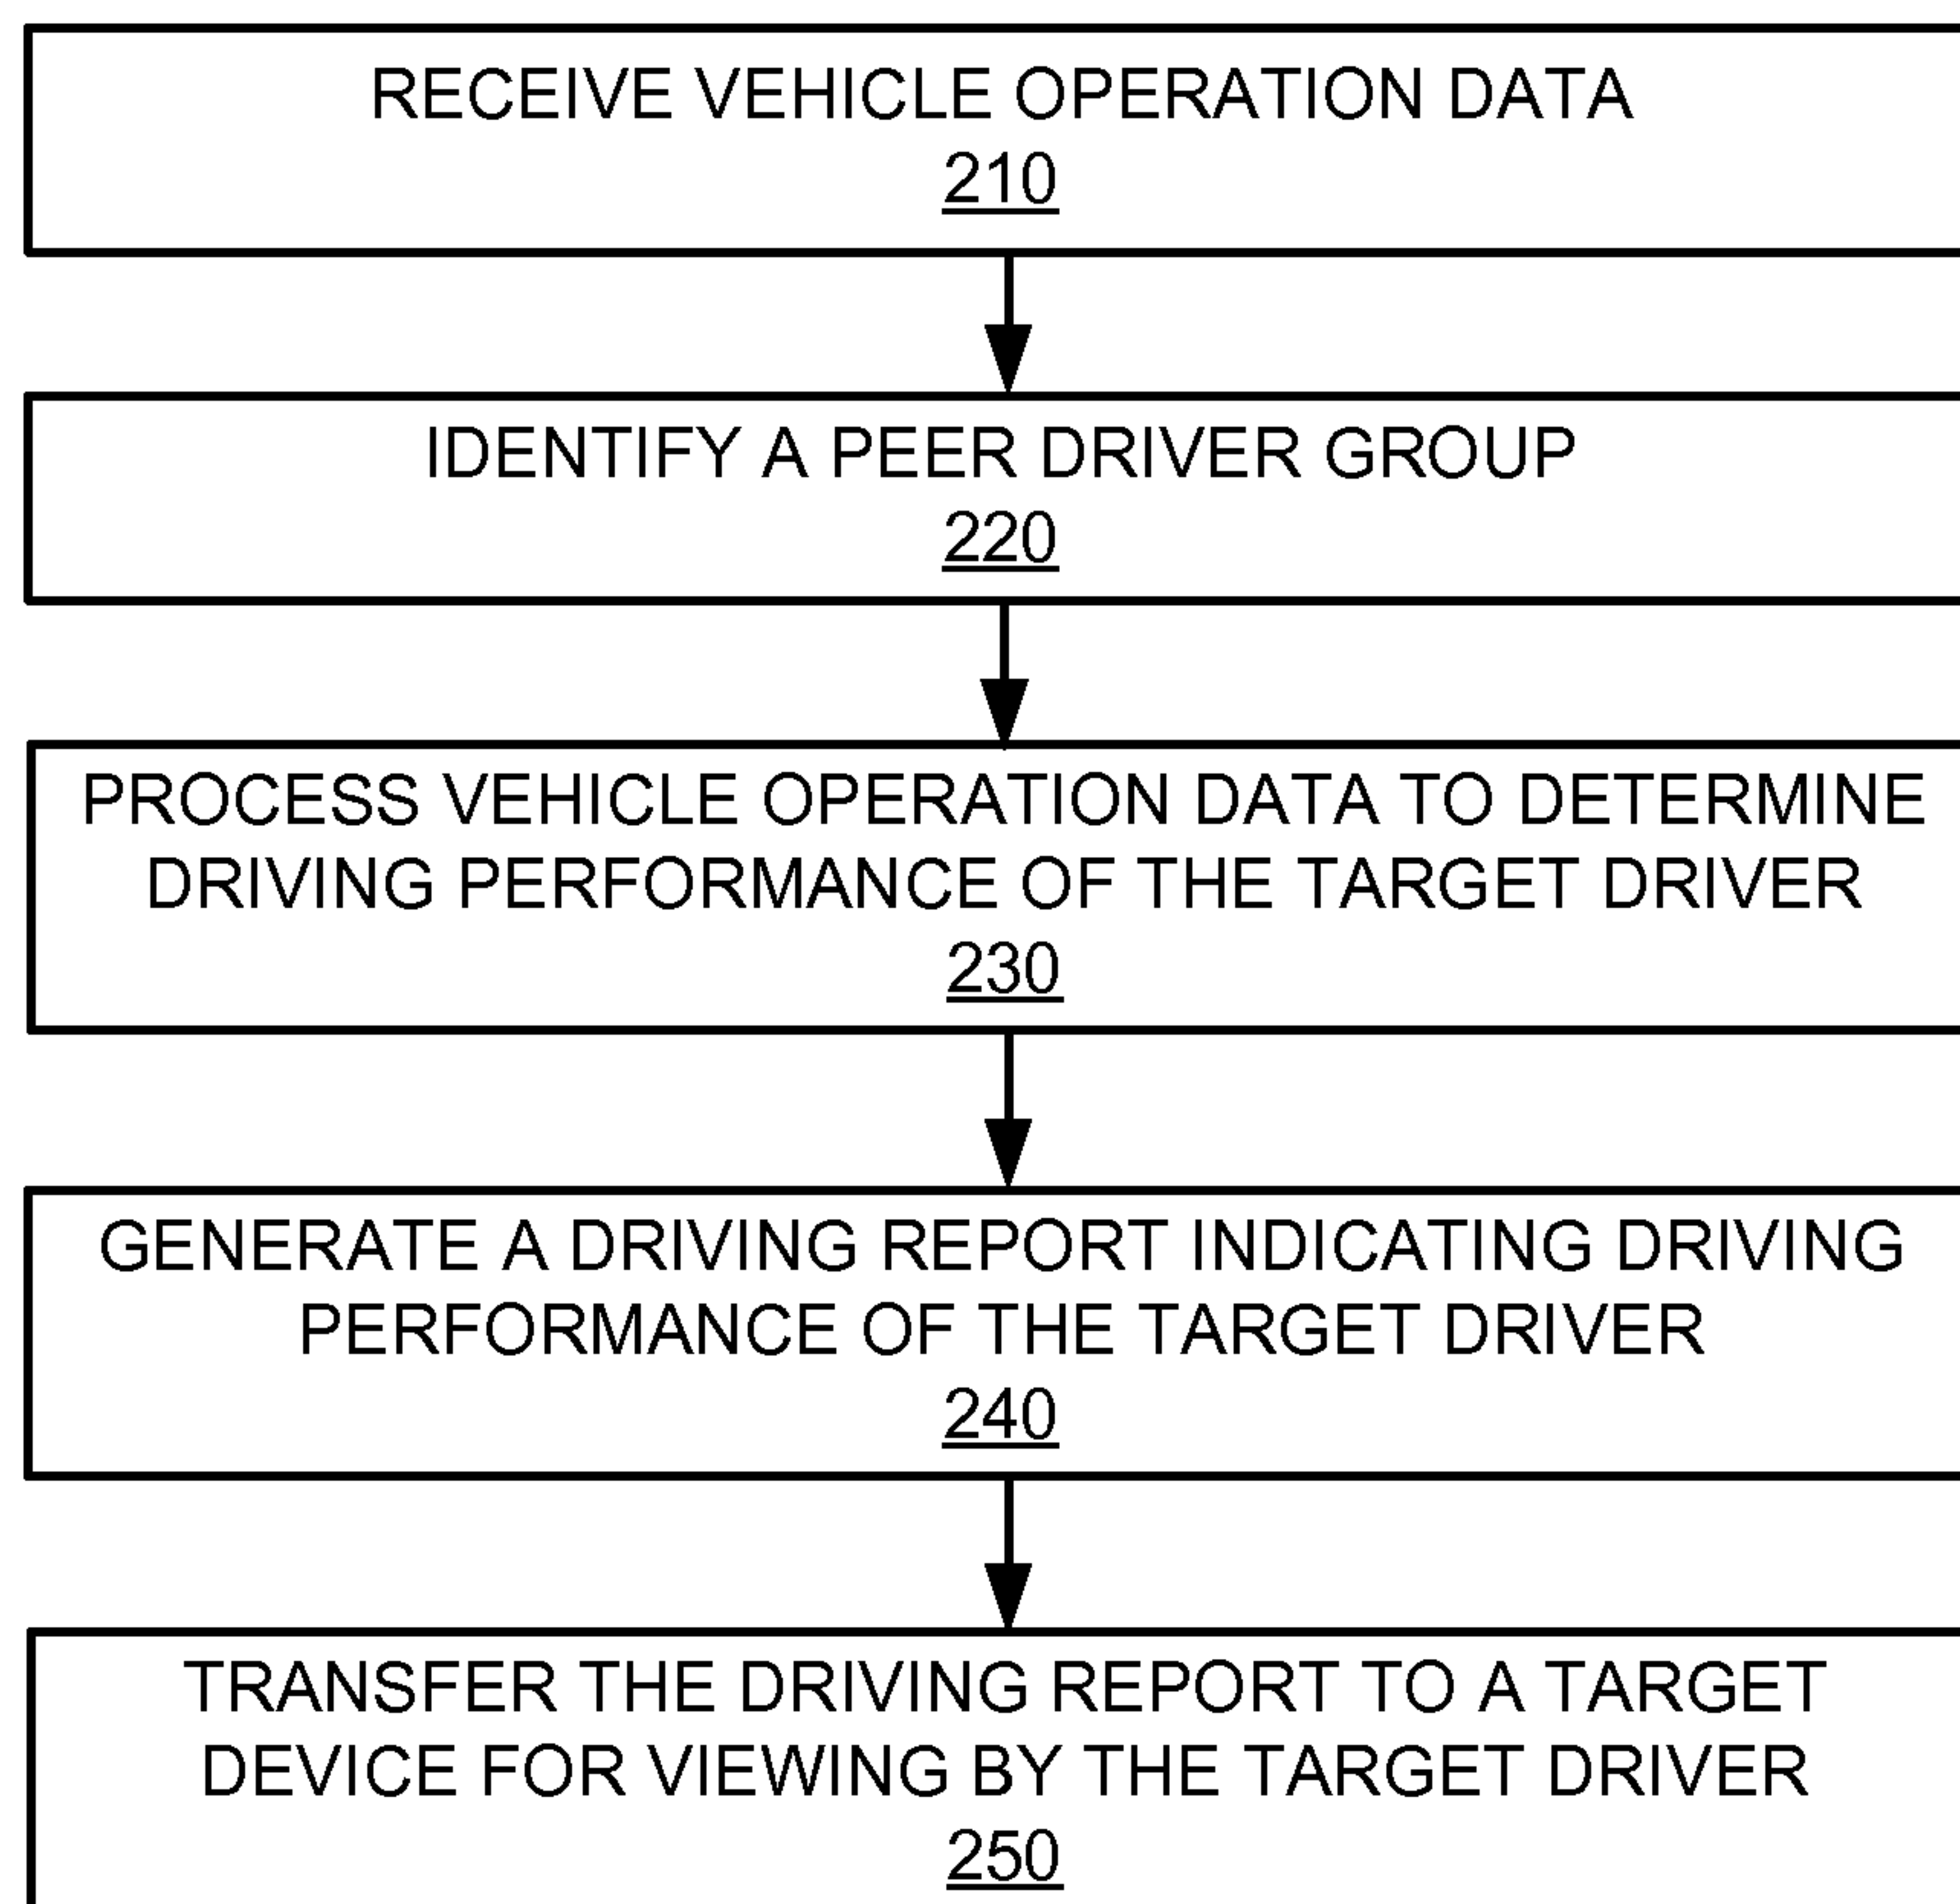 RECEIVE VEHICLE OPERATION DATA
210
IDENTIFY A PEER DRIVER GROUP
220
PROCESS VEHICLE OPERATION DATA TO DETERMINE
DRIVING PERFORMANCE OF THE TARGET DRIVER
230
GENERATE A DRIVING REPORT INDICATING DRIVING
PERFORMANCE OF THE TARGET DRIVER
240
TRANSFER THE DRIVING REPORT TO A TARGET
DEVICE FOR VIEWING BY THE TARGET DRIVER
250